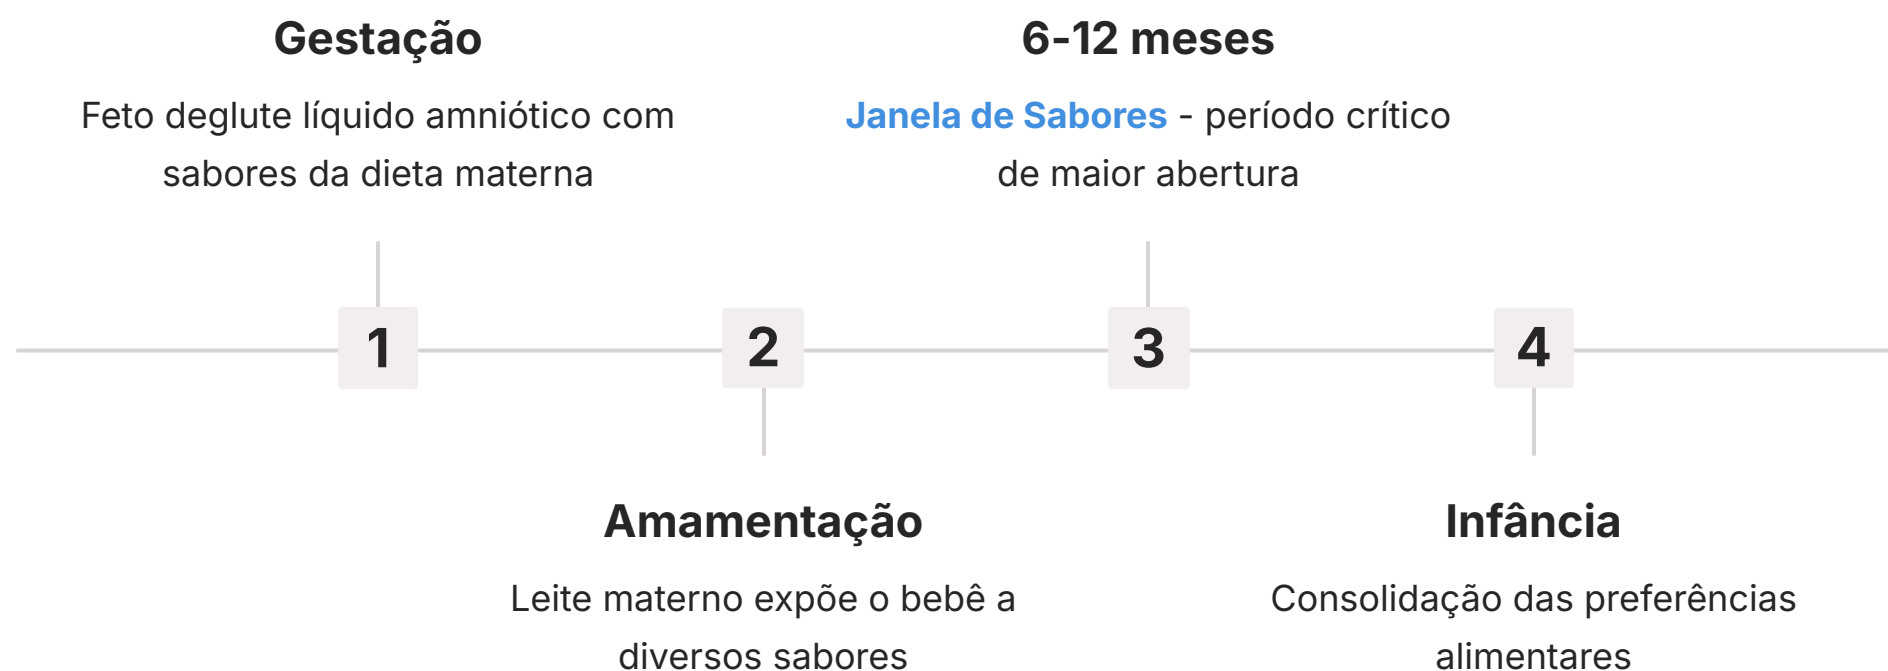 Gestação
Feto deglute líquido amniótico com
sabores da dieta materna
6-12 meses
Janela de Sabores - período crítico
de maior abertura
1
2
3
4
Amamentação
Leite materno expõe o bebê a
diversos sabores
Infância
Consolidação das preferências
alimentares